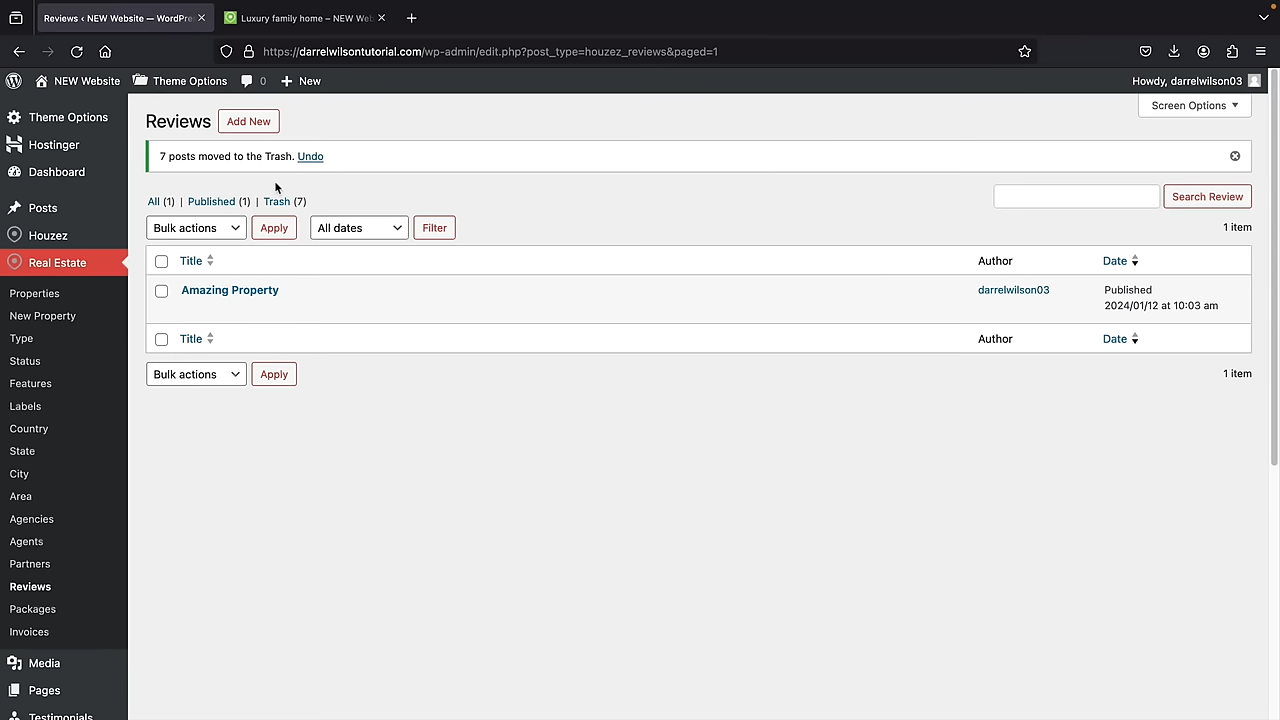 Reviews ‹ NEW Website — WordPre
Luxury family home – NEW Web
https://darrelwilsontutorial.com/wp-admin/edit.php?post_type=houzez_reviews&paged=1
NEW Website
Theme Options
0
New
Howdy, darrelwilson03
Theme Options
Hostinger
Dashboard
Posts
Houzez
Real Estate
Properties
New Property
Type
Status
Features
Labels
Country
State
City
Area
Agencies
Agents
Partners
Reviews
Packages
Invoices
Media
Pages
Testimonials
Screen Options
Reviews
Add New
7 posts moved to the Trash. Undo
All (1) | Published (1) | Trash (7)
Search Review
Bulk actions
Apply
All dates
Filter
1 item
Title
Author
Date
Amazing Property
darrelwilson03
Published
2024/01/12 at 10:03 am
Title
Author
Date
Bulk actions
Apply
1 item